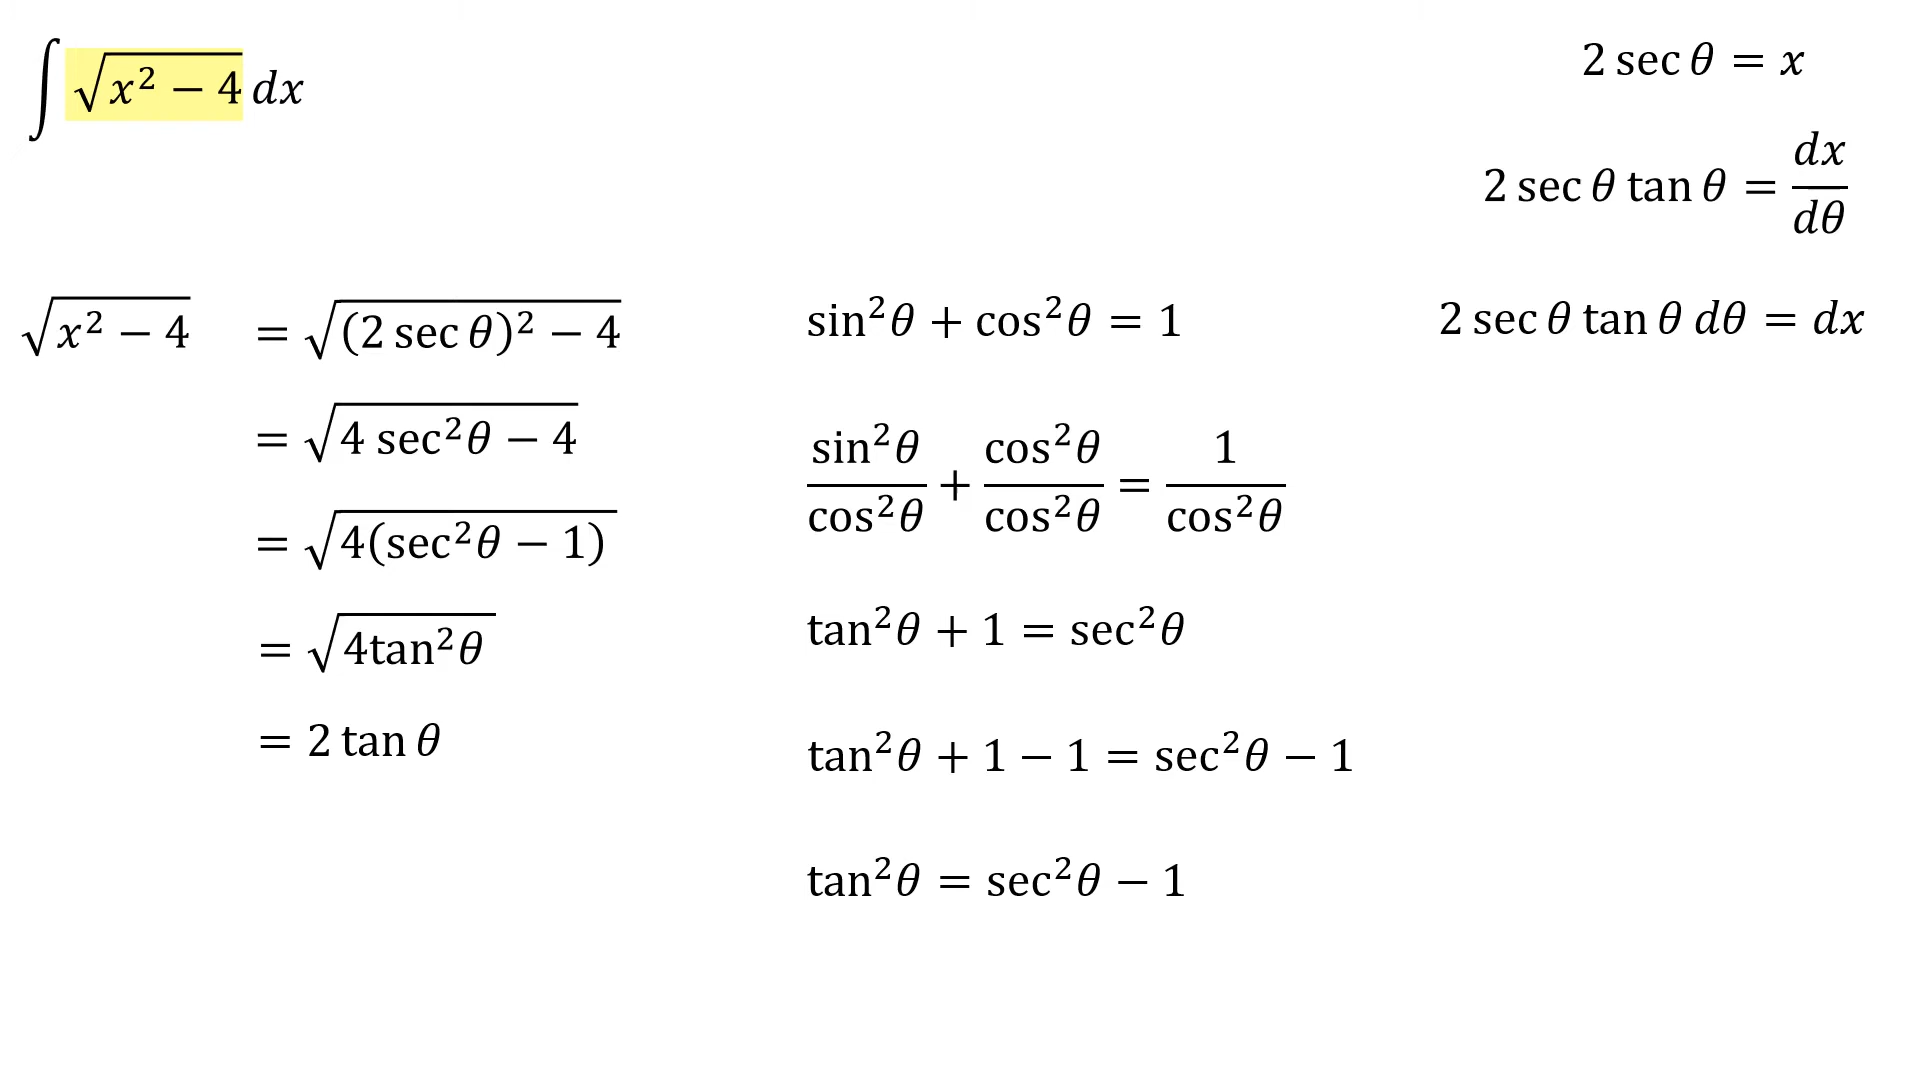 ∫ √(x² − 4) dx
2 sec θ = x
2 sec θ tan θ = dx/dθ
2 sec θ tan θ dθ = dx
√(x² − 4) = √((2 sec θ)² − 4)
= √(4 sec²θ − 4)
= √(4(sec²θ − 1))
= √(4tan²θ)
= 2 tan θ
sin²θ + cos²θ = 1
sin²θ/cos²θ + cos²θ/cos²θ = 1/cos²θ
tan²θ + 1 = sec²θ
tan²θ + 1 − 1 = sec²θ − 1
tan²θ = sec²θ − 1